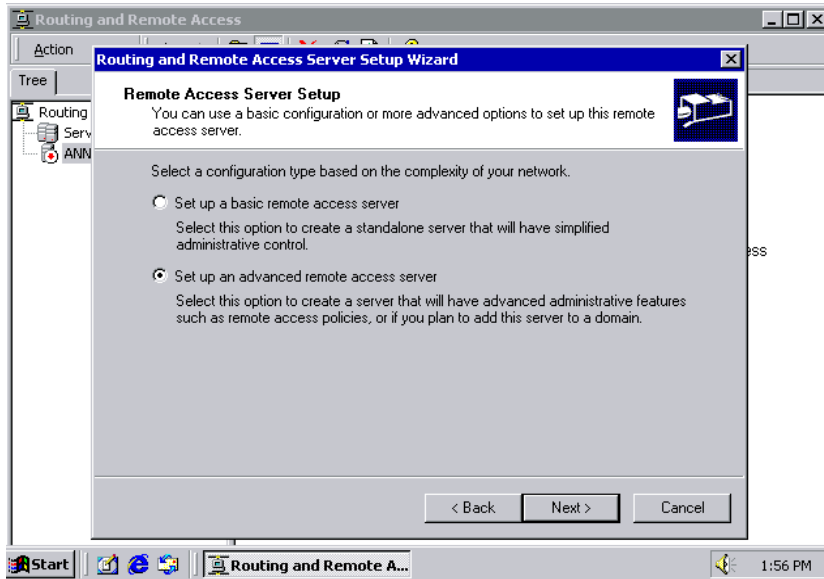 Routing and Remote Access
Action
Tree
Routing
Serv
ANN
ess
Routing and Remote Access Server Setup Wizard
Remote Access Server Setup
You can use a basic configuration or more advanced options to set up this remote
access server.
Select a configuration type based on the complexity of your network.
Set up a basic remote access server
Select this option to create a standalone server that will have simplified
administrative control.
Set up an advanced remote access server
Select this option to create a server that will have advanced administrative features
such as remote access policies, or if you plan to add this server to a domain.
< Back
Next >
Cancel
Start
Routing and Remote A...
1:56 PM